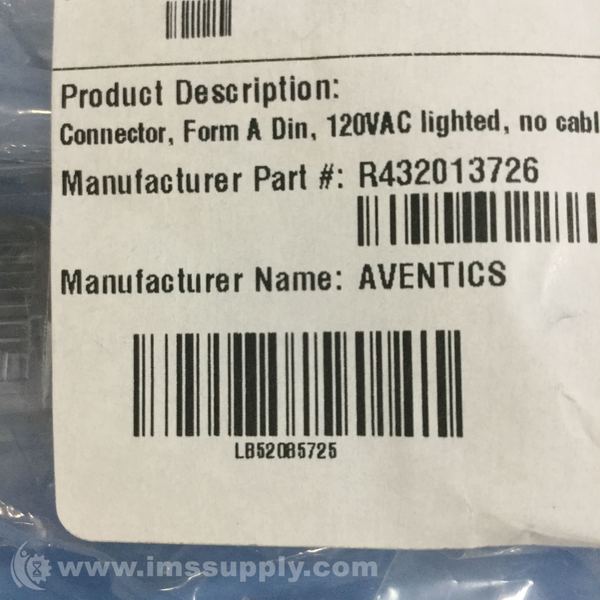 Product Description:
Connector, Form A Din, 120VAC lighted, no cabl
Manufacturer Part #: R432013726
Manufacturer Name: AVENTICS
LB52085725
www.imssupply.com